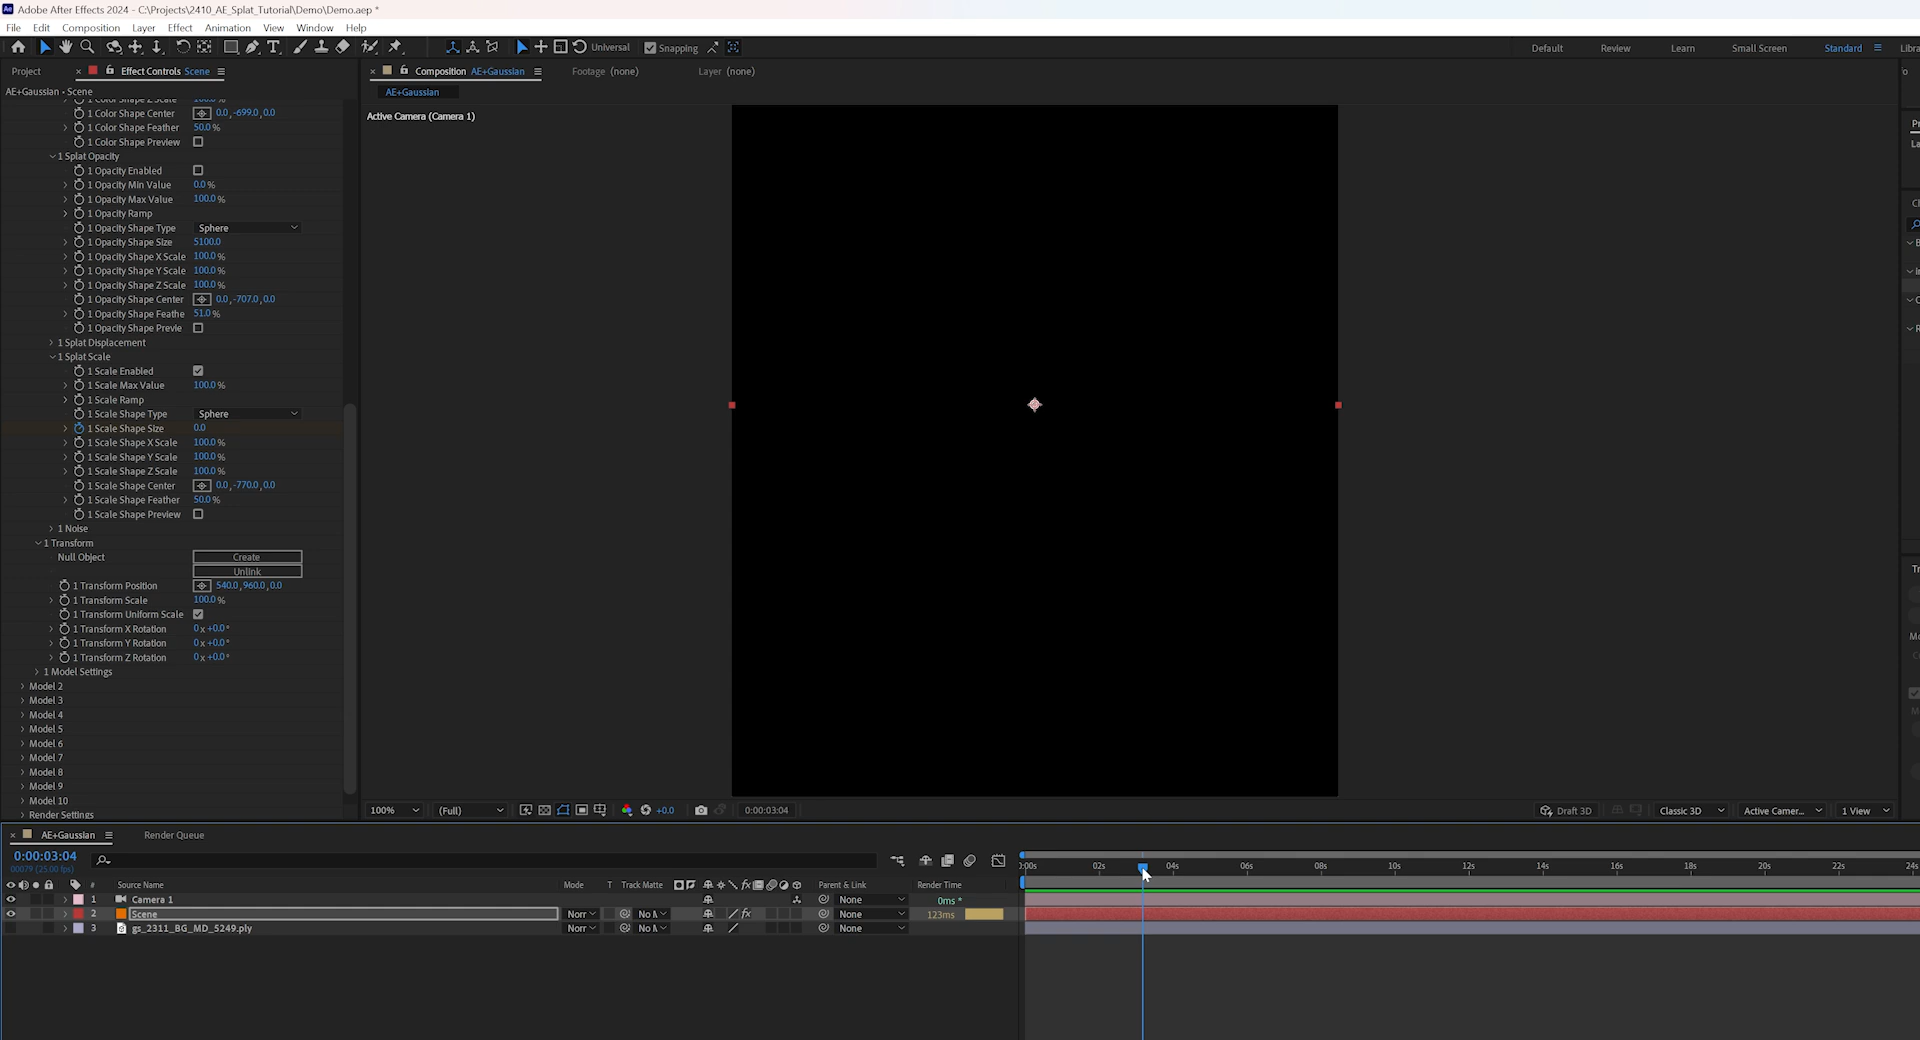 Adobe After Effects 2024 - C:\Projects\2410_AE_Splat_Tutorial\Demo\Demo.aep *
File Edit Composition Layer Effect Animation View Window Help
Universal Snapping Default Review Learn Small Screen Standard Libra
Project Effect Controls Scene
Composition AE+Gaussian Footage (none) Layer (none)
AE+Gaussian • Scene
AE+Gaussian
Active Camera (Camera 1)
1 Color Shape Z Scale 100.0 %
1 Color Shape Center 0.0, -699.0, 0.0
1 Color Shape Feather 50.0 %
1 Color Shape Preview
1 Splat Opacity
1 Opacity Enabled
1 Opacity Min Value 0.0 %
1 Opacity Max Value 100.0 %
1 Opacity Ramp
1 Opacity Shape Type Sphere
1 Opacity Shape Size 5100.0
1 Opacity Shape X Scale 100.0 %
1 Opacity Shape Y Scale 100.0 %
1 Opacity Shape Z Scale 100.0 %
1 Opacity Shape Center 0.0, -707.0, 0.0
1 Opacity Shape Feathe 51.0 %
1 Opacity Shape Previe
1 Splat Displacement
1 Splat Scale
1 Scale Enabled
1 Scale Max Value 100.0 %
1 Scale Ramp
1 Scale Shape Type Sphere
1 Scale Shape Size 0.0
1 Scale Shape X Scale 100.0 %
1 Scale Shape Y Scale 100.0 %
1 Scale Shape Z Scale 100.0 %
1 Scale Shape Center 0.0, -770.0, 0.0
1 Scale Shape Feather 50.0 %
1 Scale Shape Preview
1 Noise
1 Transform
Null Object Create
Unlink
1 Transform Position 540.0, 960.0, 0.0
1 Transform Scale 100.0 %
1 Transform Uniform Scale
1 Transform X Rotation 0 x +0.0 °
1 Transform Y Rotation 0 x +0.0 °
1 Transform Z Rotation 0 x +0.0 °
1 Model Settings
Model 2
Model 3
Model 4
Model 5
Model 6
Model 7
Model 8
Model 9
Model 10
Render Settings
100% (Full) +0.0 0:00:03:04 Draft 3D Classic 3D Active Camer... 1 View
AE+Gaussian Render Queue
0:00:03:04
00079 (25.00 fps)
:00s 02s 04s 06s 08s 10s 12s 14s 16s 18s 20s 22s 24s
# Source Name Mode T Track Matte fx Parent & Link Render Time
1 Camera 1 None 0ms *
2 Scene Norr No M fx None 123ms
3 gs_2311_BG_MD_5249.ply Norr No M None